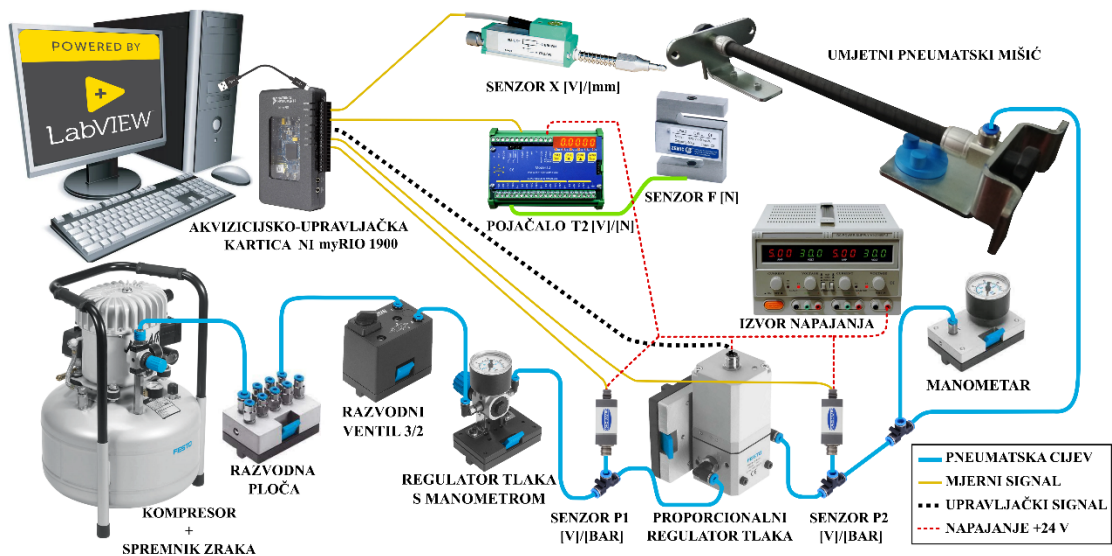 POWERED BY
LabVIEW
SENZOR X [V]/[mm]
UMJETNI PNEUMATSKI MIŠIĆ
AKVIZICIJSKO-UPRAVLJAČKA
KARTICA NI myRIO 1900
POJAČALO T2 [V]/[N]
SENZOR F [N]
IZVOR NAPAJANJA
MANOMETAR
RAZVODNI
VENTIL 3/2
RAZVODNA
PLOČA
REGULATOR TLAKA
S MANOMETROM
FESTO
KOMPRESOR
+
SPREMNIK ZRAKA
SENZOR P1
[V]/[BAR]
FESTO
PROPORCIONALNI
REGULATOR TLAKA
SENZOR P2
[V]/[BAR]
PNEUMATSKA CIJEV
MJERNI SIGNAL
UPRAVLJAČKI SIGNAL
NAPAJANJE +24 V